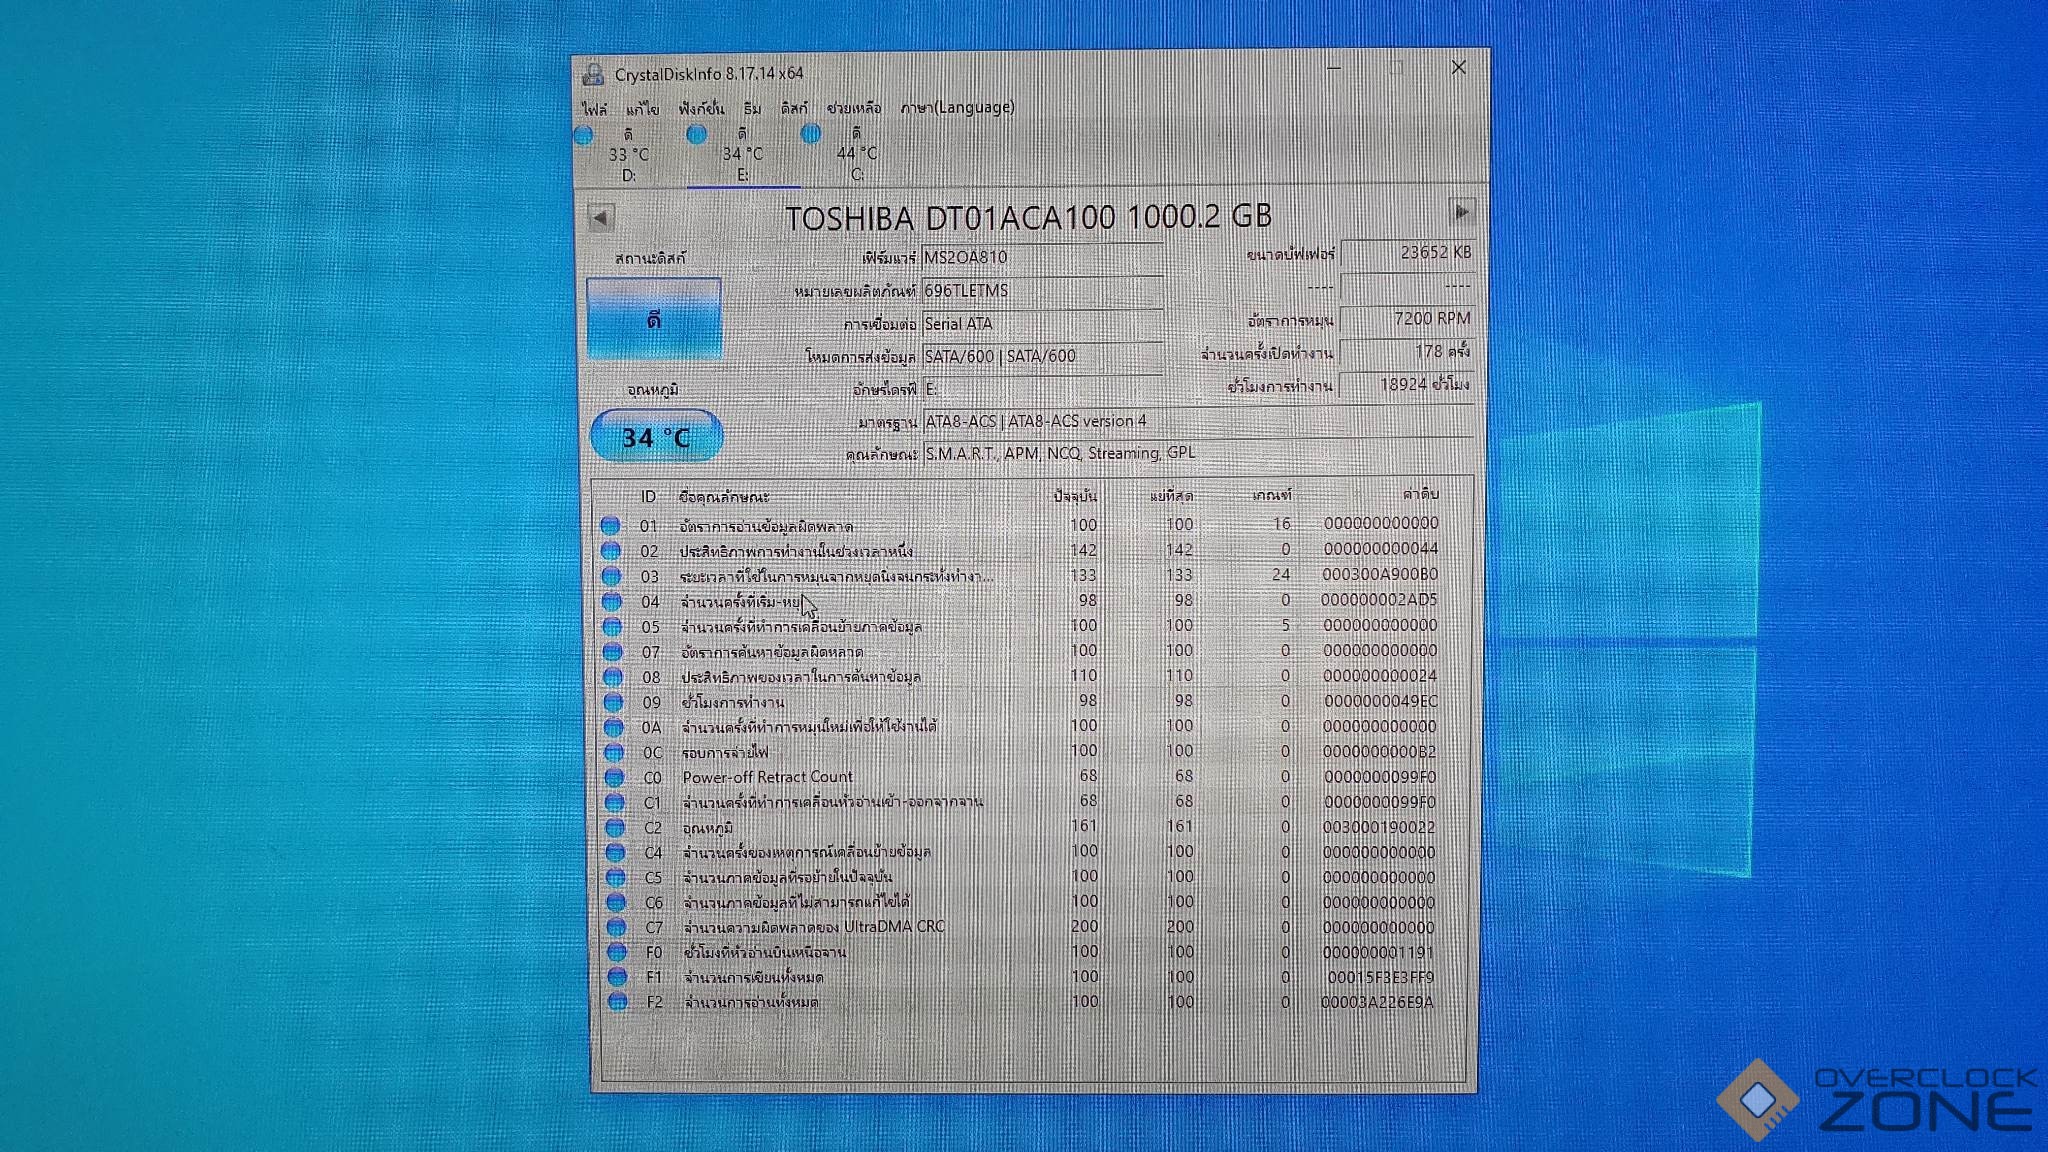 CrystalDiskInfo 8.17.14 x64
ไฟล์ แก้ไข ฟังก์ชั่น ธีม ดิสก์ ช่วยเหลือ ภาษา(Language)
ดี ดี ดี
33 °C 34 °C 44 °C
D: E: C:
TOSHIBA DT01ACA100 1000.2 GB
สถานะดิสก์
ดี
อุณหภูมิ
34 °C
เฟิร์มแวร์ MS2OA810
หมายเลขผลิตภัณฑ์ 696TLETMS
การเชื่อมต่อ Serial ATA
โหมดการส่งข้อมูล SATA/600 | SATA/600
อักษรไดรฟ์ E:
มาตรฐาน ATA8-ACS | ATA8-ACS version 4
คุณลักษณะ S.M.A.R.T., APM, NCQ, Streaming, GPL
ขนาดบัฟเฟอร์ 23652 KB
---- ----
อัตราการหมุน 7200 RPM
จำนวนครั้งเปิดทำงาน 178 ครั้ง
ชั่วโมงการทำงาน 18924 ชั่วโมง
ID ชื่อคุณลักษณะ ปัจจุบัน แย่ที่สุด เกณฑ์ ค่าดิบ
01 อัตราการอ่านข้อมูลผิดพลาด 100 100 16 000000000000
02 ประสิทธิภาพการทำงานในช่วงเวลาหนึ่ง 142 142 0 000000000044
03 ระยะเวลาที่ใช้ในการหมุนจากหยุดนิ่งจนกระทั่งทำงา... 133 133 24 000300A900B0
04 จำนวนครั้งที่เริ่ม-หยุ 98 98 0 000000002AD5
05 จำนวนครั้งที่ทำการเคลื่อนย้ายภาคข้อมูล 100 100 5 000000000000
07 อัตราการค้นหาข้อมูลผิดหลาด 100 100 0 000000000000
08 ประสิทธิภาพของเวลาในการค้นหาข้อมูล 110 110 0 000000000024
09 ชั่วโมงการทำงาน 98 98 0 0000000049EC
0A จำนวนครั้งที่ทำการหมุนใหม่เพื่อให้ใช้งานได้ 100 100 0 000000000000
0C รอบการจ่ายไฟ 100 100 0 0000000000B2
C0 Power-off Retract Count 68 68 0 0000000099F0
C1 จำนวนครั้งที่ทำการเคลื่อนหัวอ่านเข้า-ออกจากจาน 68 68 0 0000000099F0
C2 อุณหภูมิ 161 161 0 003000190022
C4 จำนวนครั้งของเหตุการณ์เคลื่อนย้ายข้อมูล 100 100 0 000000000000
C5 จำนวนภาคข้อมูลที่รอย้ายในปัจจุบัน 100 100 0 000000000000
C6 จำนวนภาคข้อมูลที่ไม่สามารถแก้ไขได้ 100 100 0 000000000000
C7 จำนวนความผิดพลาดของ UltraDMA CRC 200 200 0 000000000000
F0 ชั่วโมงที่หัวอ่านบินเหนือจาน 100 100 0 000000001191
F1 จำนวนการเขียนทั้งหมด 100 100 0 00015F3E3FF9
F2 จำนวนการอ่านทั้งหมด 100 100 0 00003A226E9A
OVERCLOCK
ZONE